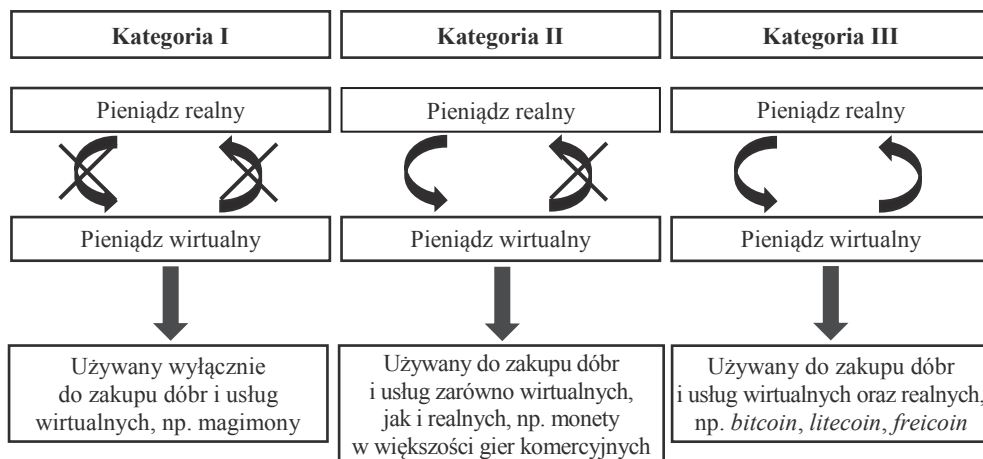 Kategoria I
Kategoria II
Kategoria III
Pieniądz realny
Pieniądz realny
Pieniądz realny
Pieniądz wirtualny
Pieniądz wirtualny
Pieniądz wirtualny
Używany wyłącznie
do zakupu dóbr i usług
wirtualnych, np. magimony
Używany do zakupu dóbr
i usług zarówno wirtualnych,
jak i realnych, np. monety
w większości gier komercyjnych
Używany do zakupu dóbr
i usług wirtualnych oraz realnych,
np. bitcoin, litecoin, freicoin